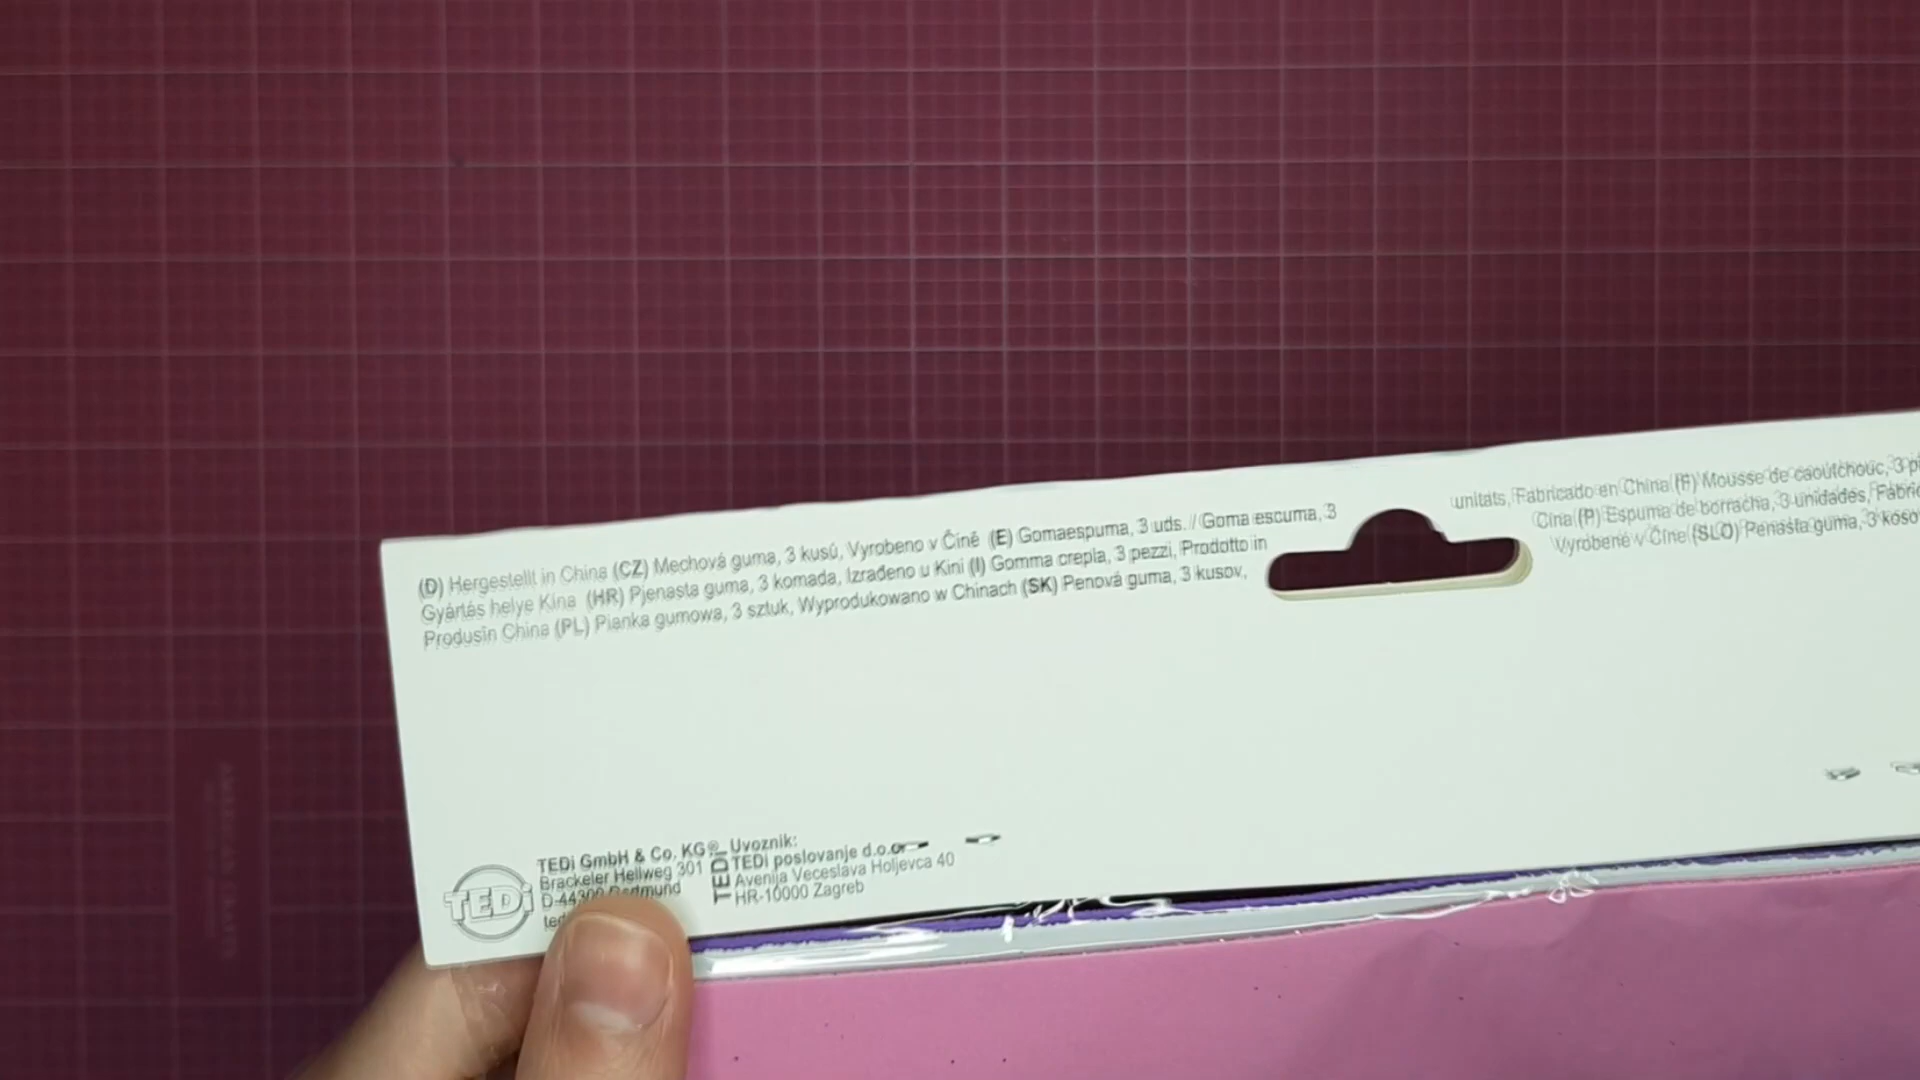 (D) Hergestellt in China (CZ) Mechová guma, 3 kusů, Vyrobeno v Číně (E) Gomaespuma, 3 uds. // Goma escuma, 3 unitats, Fabricado en China (F) Mousse de caoutchouc, 3
Gyártás helye Kína (HR) Pjenasta guma, 3 komada, Izrađeno u Kini (I) Gomma crepla, 3 pezzi, Prodotto in Cina (P) Espuma de borracha, 3 unidades,
Produs în China (PL) Pianka gumowa, 3 sztuk, Wyprodukowano w Chinach (SK) Penová guma, 3 kusov, Vyrobené v Číne (SLO) Penasta guma, 3
TEDi
TEDi GmbH & Co. KG
Brackeler Hellweg 301
D-44309 Dortmund
TEDi
Uvoznik:
TEDi poslovanje d.o.o.
Avenija Veceslava Holjevca 40
HR-10000 Zagreb